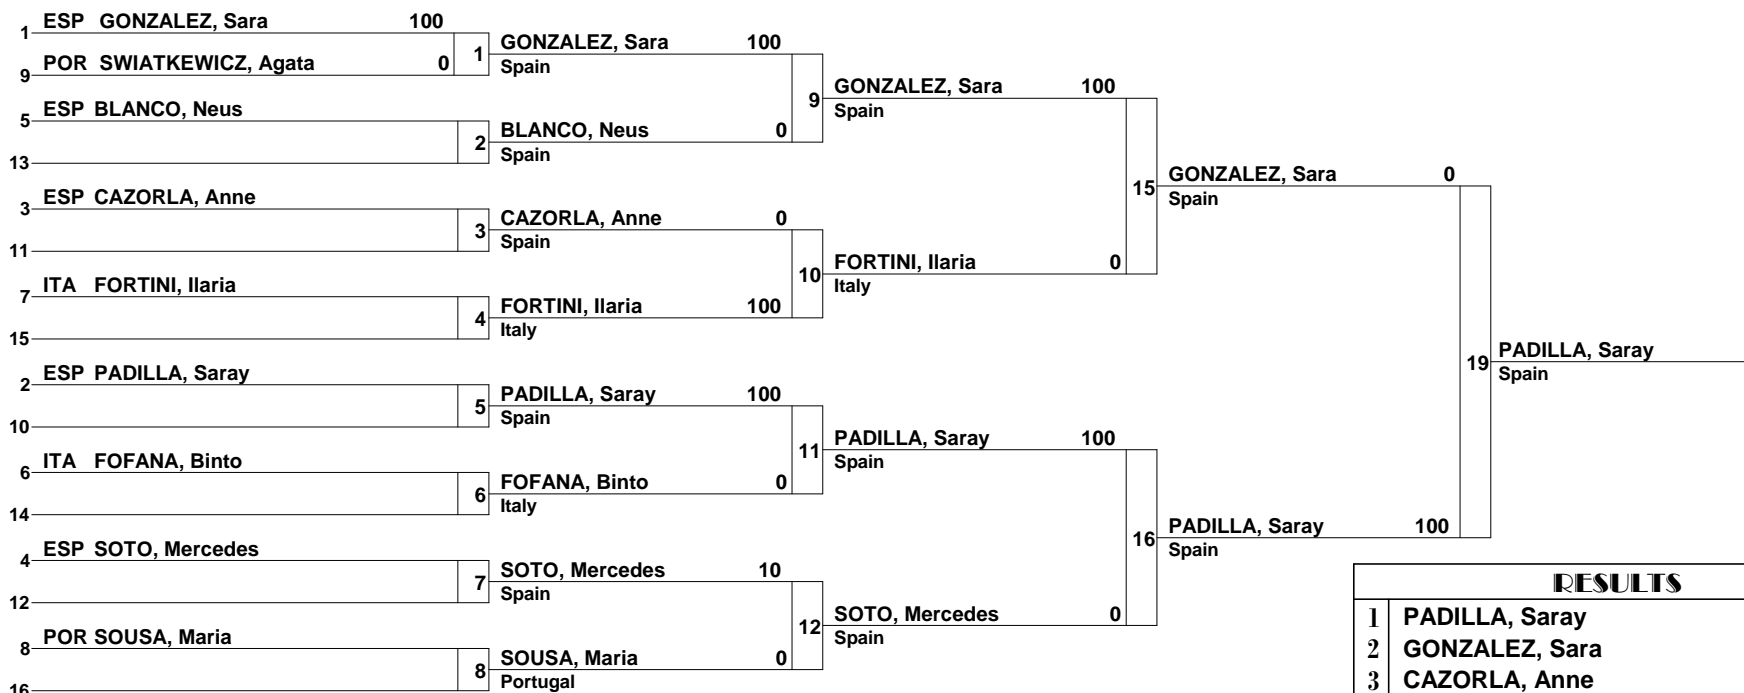 1 ESP GONZALEZ, Sara 100
9 POR SWIATKEWICZ, Agata 0
1 GONZALEZ, Sara 100
Spain
5 ESP BLANCO, Neus
13
2 BLANCO, Neus 0
Spain
9 GONZALEZ, Sara 100
Spain
3 ESP CAZORLA, Anne
11
3 CAZORLA, Anne 0
Spain
7 ITA FORTINI, Ilaria
15
4 FORTINI, Ilaria 100
Italy
10 FORTINI, Ilaria 0
Italy
15 GONZALEZ, Sara 0
Spain
2 ESP PADILLA, Saray
10
5 PADILLA, Saray 100
Spain
6 ITA FOFANA, Binto
14
6 FOFANA, Binto 0
Italy
11 PADILLA, Saray 100
Spain
4 ESP SOTO, Mercedes
12
7 SOTO, Mercedes 10
Spain
8 POR SOUSA, Maria
16
8 SOUSA, Maria 0
Portugal
12 SOTO, Mercedes 0
Spain
16 PADILLA, Saray 100
Spain
19 PADILLA, Saray
Spain
RESULTS
1 PADILLA, Saray
2 GONZALEZ, Sara
3 CAZORLA, Anne